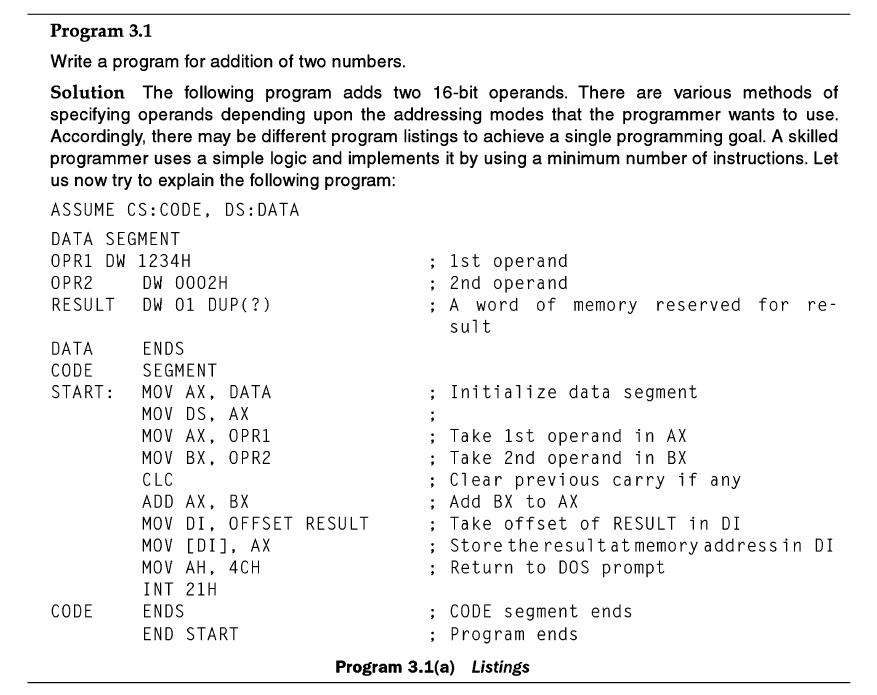 Program 3.1
Write a program for addition of two numbers.
Solution The following program adds two 16-bit operands. There are various methods of
specifying operands depending upon the addressing modes that the programmer wants to use.
Accordingly, there may be different program listings to achieve a single programming goal. A skilled
programmer uses a simple logic and implements it by using a minimum number of instructions. Let
us now try to explain the following program:
ASSUME CS:CODE, DS:DATA
DATA SEGMENT
OPR1 DW 1234H ; 1st operand
OPR2 DW 0002H ; 2nd operand
RESULT DW 01 DUP(?) ; A word of memory reserved for re-
sult
DATA ENDS
CODE SEGMENT
START: MOV AX, DATA ; Initialize data segment
MOV DS, AX ;
MOV AX, OPR1 ; Take 1st operand in AX
MOV BX, OPR2 ; Take 2nd operand in BX
CLC ; Clear previous carry if any
ADD AX, BX ; Add BX to AX
MOV DI, OFFSET RESULT ; Take offset of RESULT in DI
MOV [DI], AX ; Store the result at memory address in DI
MOV AH, 4CH ; Return to DOS prompt
INT 21H
CODE ENDS ; CODE segment ends
END START ; Program ends
Program 3.1(a) Listings